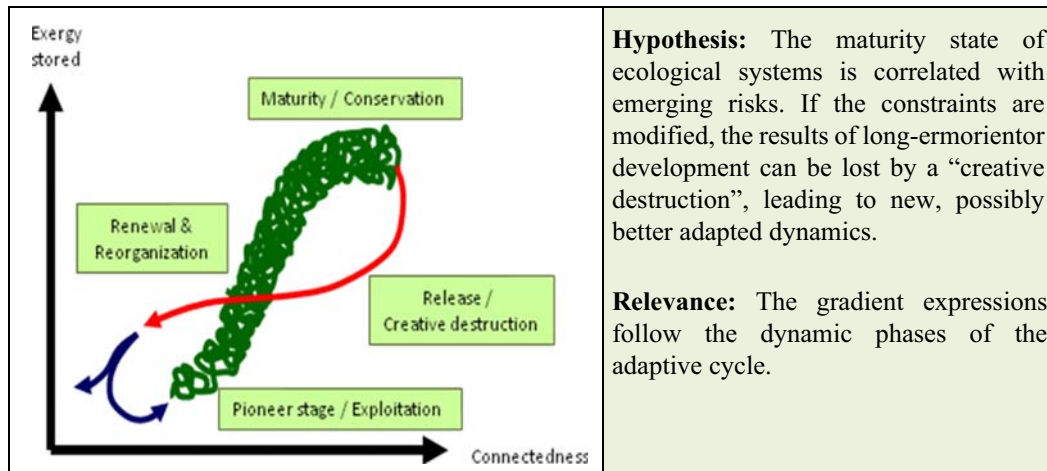 Exergy
stored
Maturity / Conservation
Renewal &
Reorganization
Release /
Creative destruction
Pioneer stage / Exploitation
Connectedness
Hypothesis: The maturity state of
ecological systems is correlated with
emerging risks. If the constraints are
modified, the results of long-ermorientor
development can be lost by a “creative
destruction”, leading to new, possibly
better adapted dynamics.
Relevance: The gradient expressions
follow the dynamic phases of the
adaptive cycle.